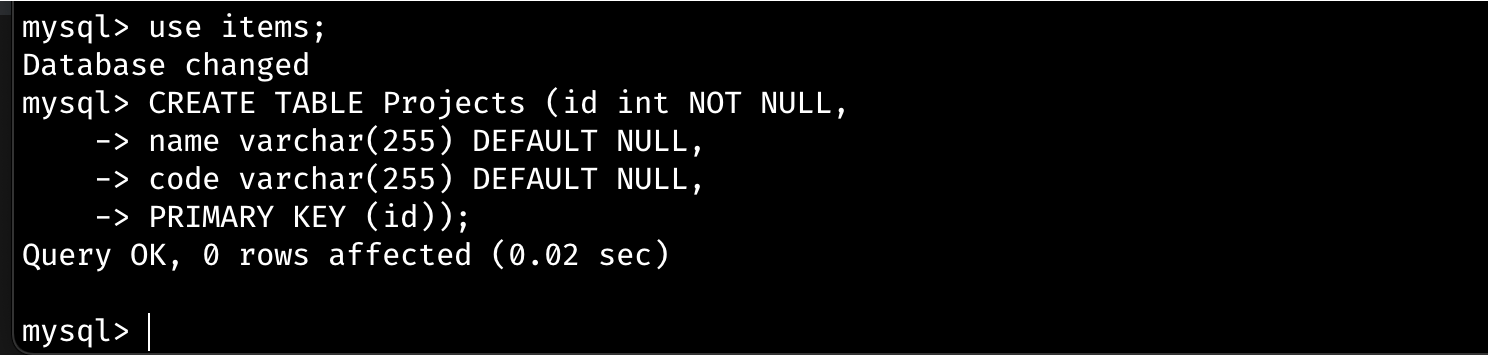 mysql> use items;
Database changed
mysql> CREATE TABLE Projects (id int NOT NULL,
    -> name varchar(255) DEFAULT NULL,
    -> code varchar(255) DEFAULT NULL,
    -> PRIMARY KEY (id));
Query OK, 0 rows affected (0.02 sec)
mysql>